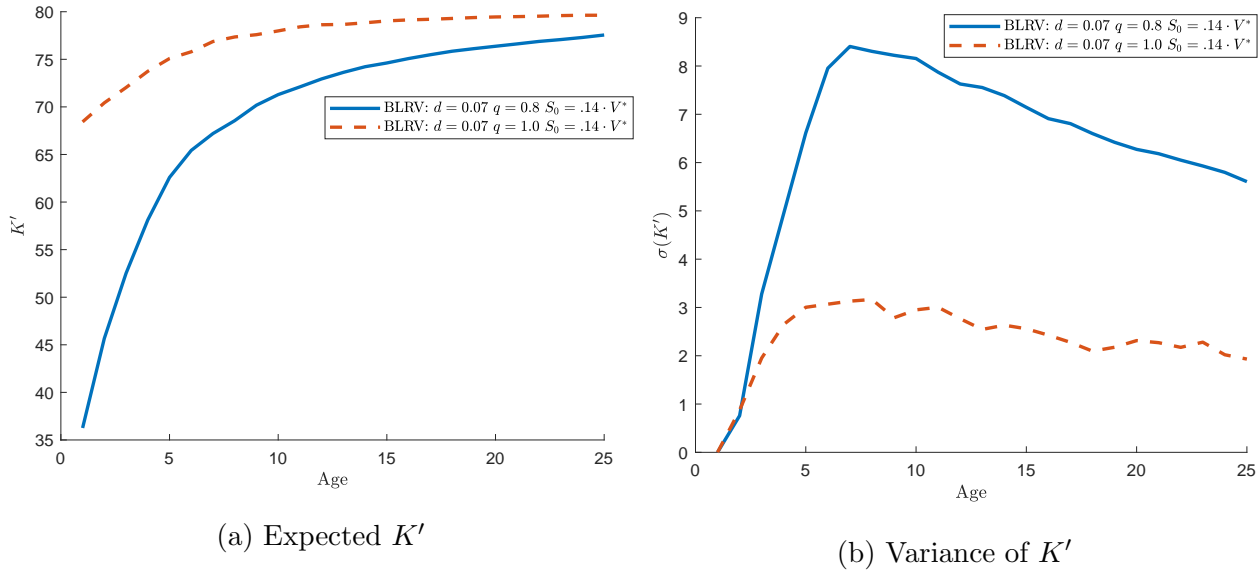 80
75
70
65
60
55
50
45
40
35
K′
0 5 10 15 20 25
Age
BLRV: d = 0.07 q = 0.8 S₀ = .14 · V*
BLRV: d = 0.07 q = 1.0 S₀ = .14 · V*
(a) Expected K′
9
8
7
6
5
4
3
2
1
0
σ(K′)
0 5 10 15 20 25
Age
BLRV: d = 0.07 q = 0.8 S₀ = .14 · V*
BLRV: d = 0.07 q = 1.0 S₀ = .14 · V*
(b) Variance of K′